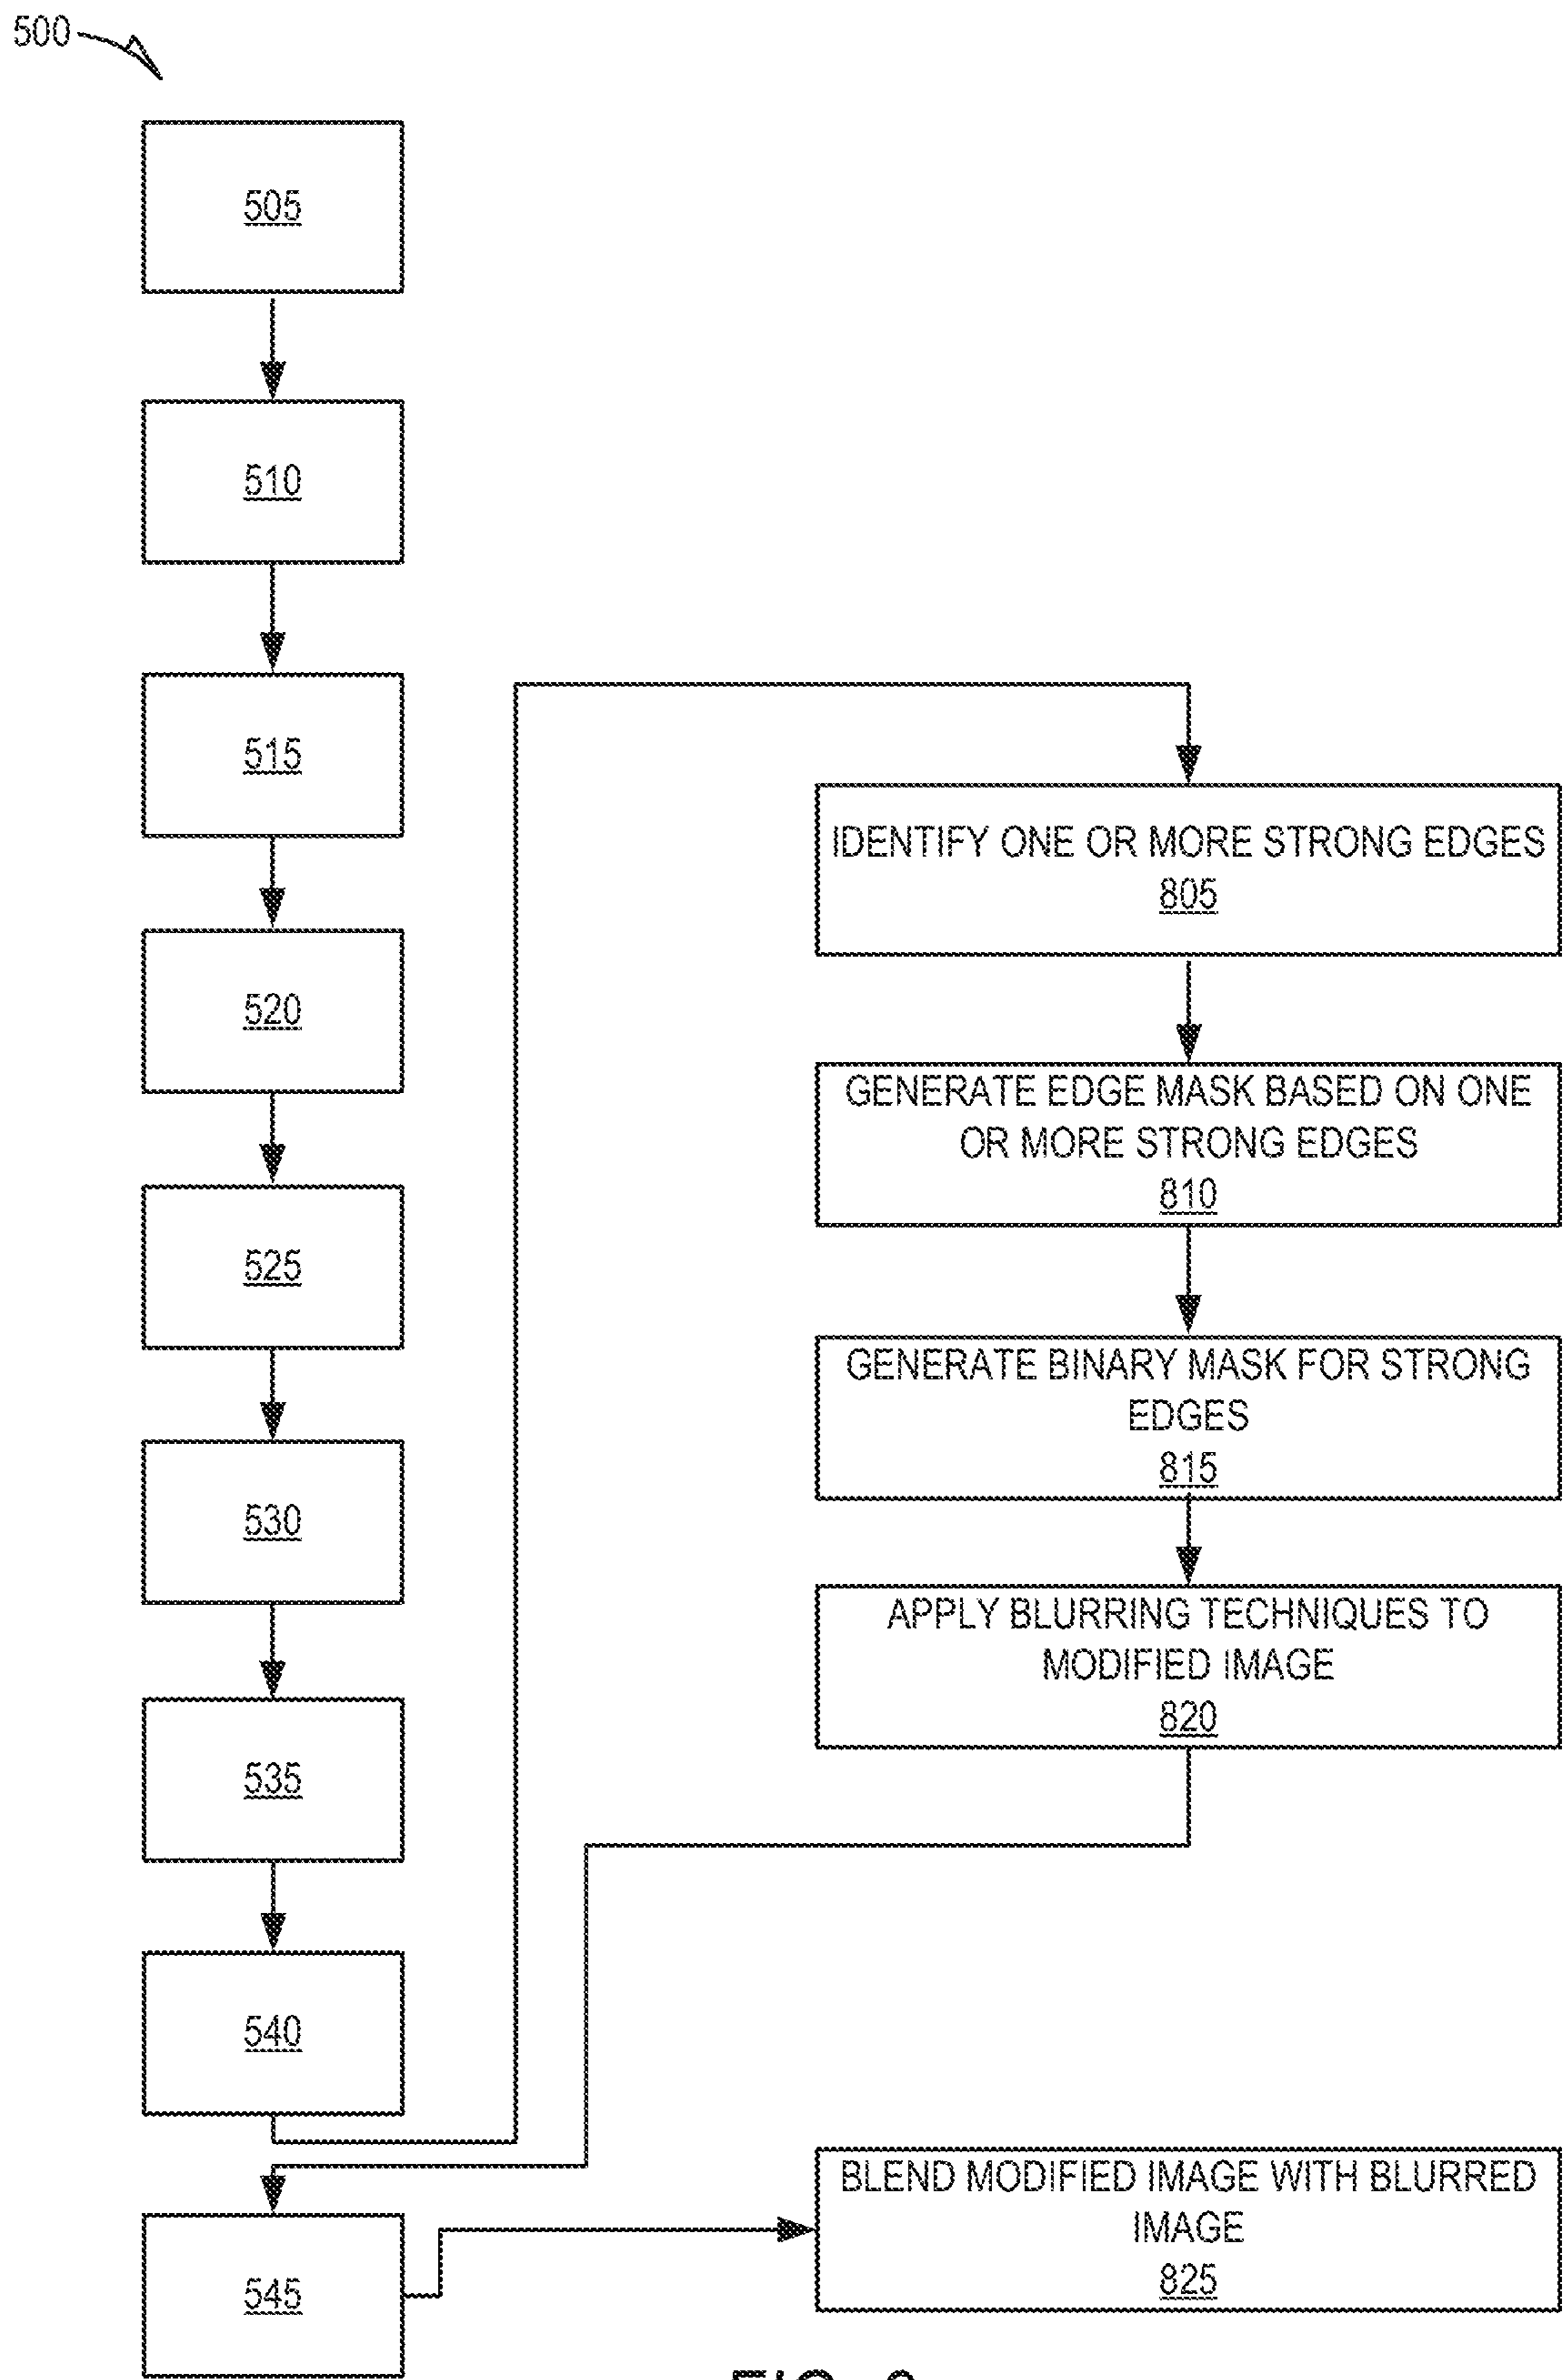 500
505
510
515
520
525
530
535
540
545
IDENTIFY ONE OR MORE STRONG EDGES
805
GENERATE EDGE MASK BASED ON ONE
OR MORE STRONG EDGES
810
GENERATE BINARY MASK FOR STRONG
EDGES
815
APPLY BLURRING TECHNIQUES TO
MODIFIED IMAGE
820
BLEND MODIFIED IMAGE WITH BLURRED
IMAGE
825
FIG.